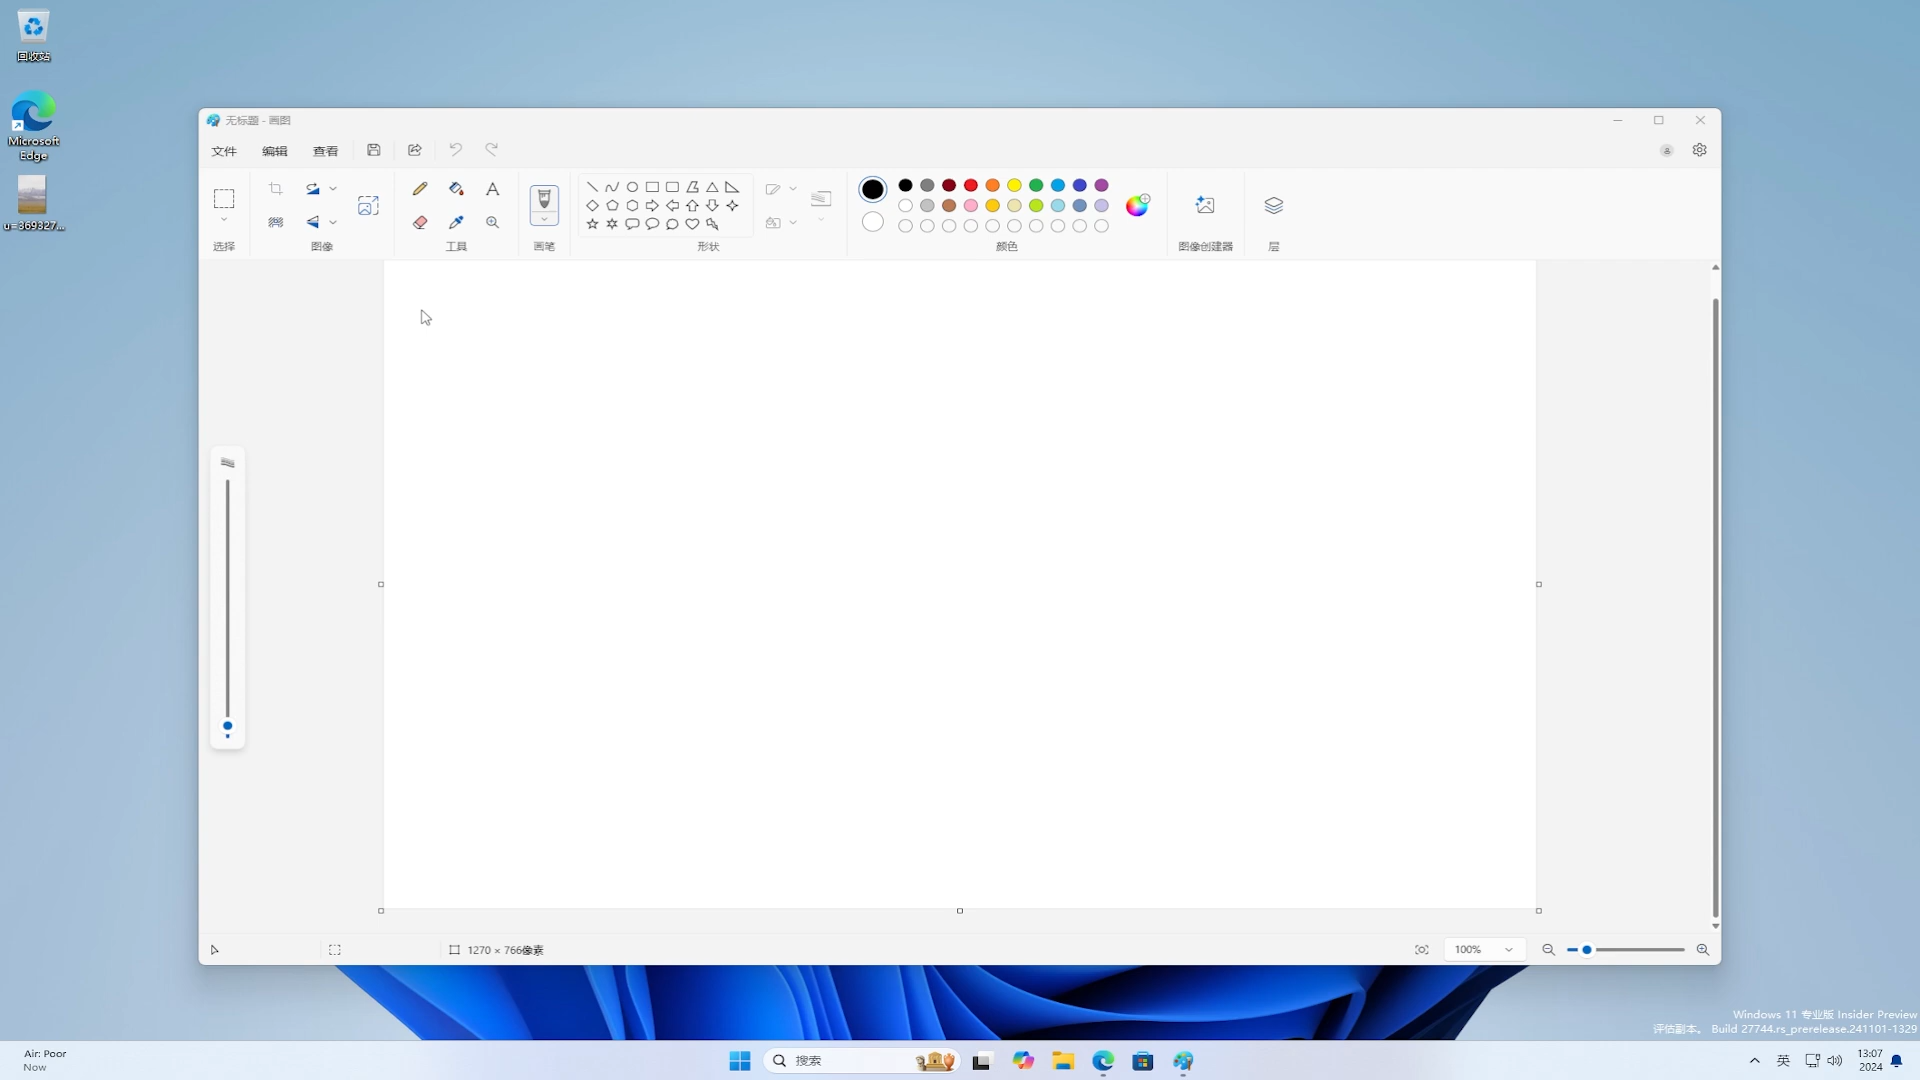 回收站
Microsoft
Edge
u=369327...
无标题 - 画图
文件 编辑 查看
选择 图像 工具 画笔 形状 颜色 图像创建器 层
1270 × 766像素
100%
Windows 11 专业版 Insider Preview
评估副本。 Build 27744.rs_prerelease.241101-1329
Air: Poor
Now
搜索
英
13:07
2024